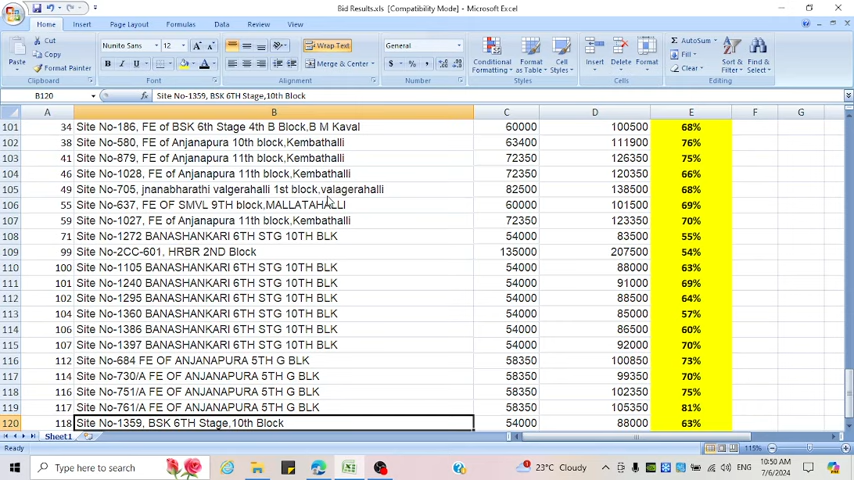 Bid Results.xls [Compatibility Mode] - Microsoft Excel
Home Insert Page Layout Formulas Data Review View
Cut
Copy
Format Painter
Paste
Clipboard
Nunito Sans 12
B I U
Font
Wrap Text
Merge & Center
Alignment
General
Number
Conditional Formatting
Format as Table
Cell Styles
Styles
Insert Delete Format
Cells
AutoSum
Fill
Clear
Sort & Filter
Find & Select
Editing
B120 fx Site No-1359, BSK 6TH Stage,10th Block
A B C D E F G
101 34 Site No-186, FE of BSK 6th Stage 4th B Block,B M Kaval 60000 100500 68%
102 38 Site No-580, FE of Anjanapura 10th block,Kembathalli 63400 111900 76%
103 41 Site No-879, FE of Anjanapura 11th block,Kembathalli 72350 126350 75%
104 46 Site No-1028, FE of Anjanapura 11th block,Kembathalli 72350 120350 66%
105 49 Site No-705, jnanabharathi valgerahalli 1st block,valagerahalli 82500 138500 68%
106 55 Site No-637, FE OF SMVL 9TH block,MALLATAHALLI 60000 101500 69%
107 59 Site No-1027, FE of Anjanapura 11th block,Kembathalli 72350 123350 70%
108 71 Site No-1272 BANASHANKARI 6TH STG 10TH BLK 54000 83500 55%
109 99 Site No-2CC-601, HRBR 2ND Block 135000 207500 54%
110 100 Site No-1105 BANASHANKARI 6TH STG 10TH BLK 54000 88000 63%
111 101 Site No-1240 BANASHANKARI 6TH STG 10TH BLK 54000 91000 69%
112 102 Site No-1295 BANASHANKARI 6TH STG 10TH BLK 54000 88500 64%
113 104 Site No-1360 BANASHANKARI 6TH STG 10TH BLK 54000 85000 57%
114 106 Site No-1386 BANASHANKARI 6TH STG 10TH BLK 54000 86500 60%
115 107 Site No-1397 BANASHANKARI 6TH STG 10TH BLK 54000 92000 70%
116 112 Site No-684 FE OF ANJANAPURA 5TH G BLK 58350 100850 73%
117 114 Site No-730/A FE OF ANJANAPURA 5TH G BLK 58350 99350 70%
118 116 Site No-751/A FE OF ANJANAPURA 5TH G BLK 58350 102350 75%
119 117 Site No-761/A FE OF ANJANAPURA 5TH G BLK 58350 105350 81%
120 118 Site No-1359, BSK 6TH Stage,10th Block 54000 88000 63%
Sheet1
Ready 115%
Type here to search
23°C Cloudy
ENG
10:50 AM
7/6/2024